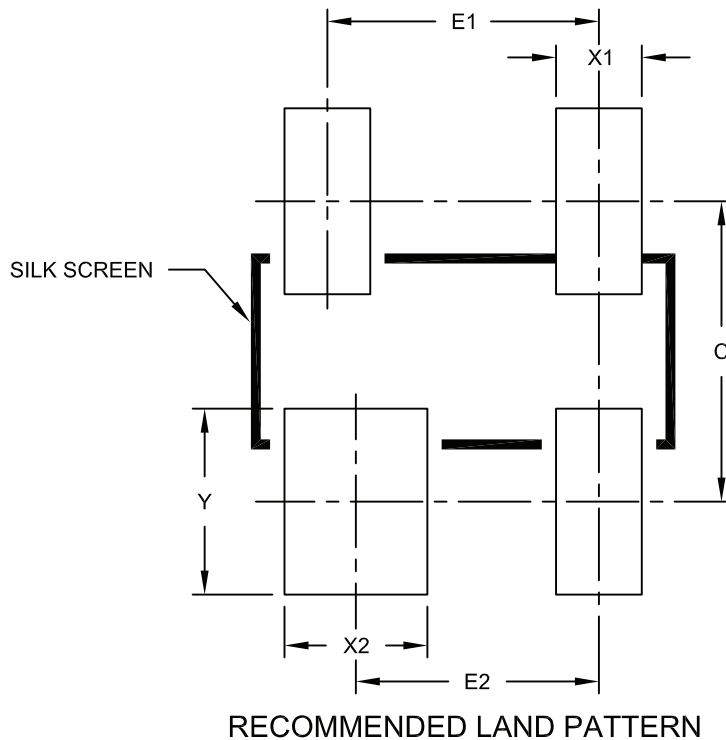 E1
X1
SILK SCREEN
C
Y
X2
E2
RECOMMENDED LAND PATTERN